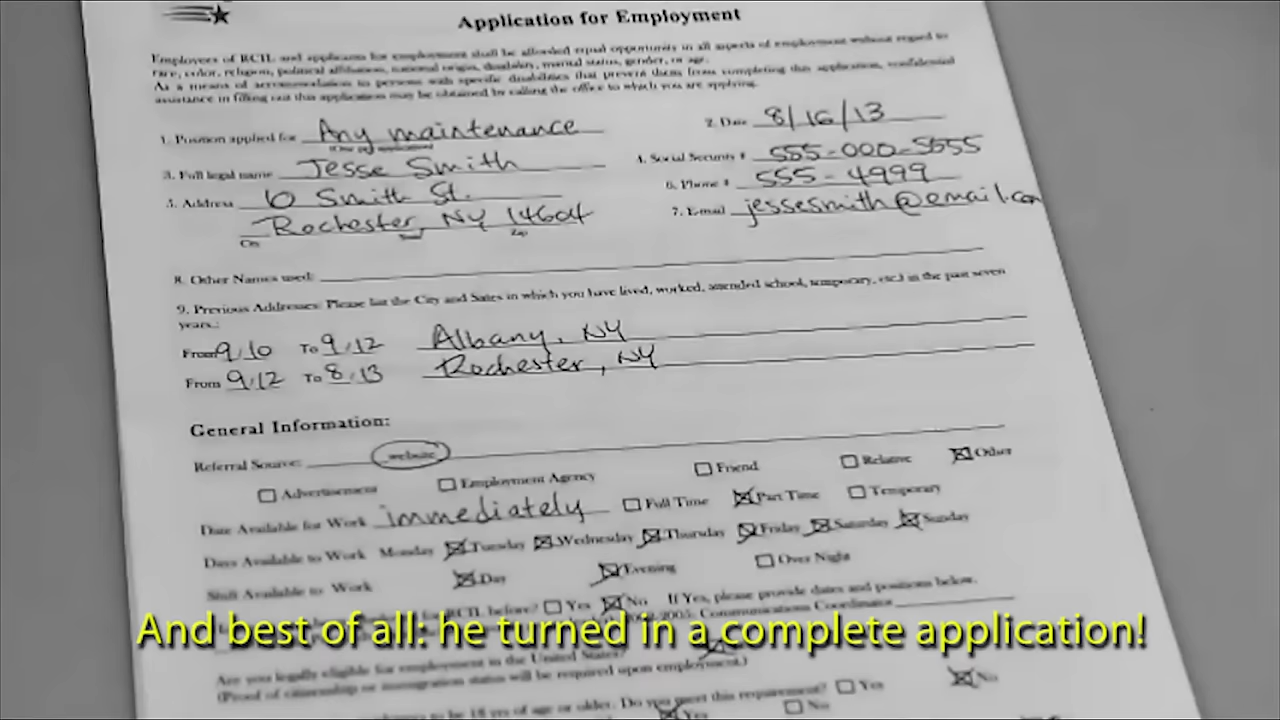 Application for Employment
Employees of RCIL and applicants for employment shall be afforded equal opportunity in all aspects of employment without regard to
race, color, religion, political affiliation, national origin, disability, marital status, gender, or age.
As a means of accommodation to persons with specific disabilities that prevent them from completing this application, confidential
assistance in filling out this application may be obtained by calling the office to which you are applying.
1. Position applied for Any maintenance 2. Date 8/16/13
3. Full legal name Jesse Smith 4. Social Security # 555-000-5555
5. Address 6 Smith St. 6. Phone # 555-4999
Rochester, NY 14604 7. Email jessesmith@email.com
City State Zip
8. Other Names used:
9. Previous Addresses: Please list the City and Sates in which you have lived, worked, attended school, temporary, etc.) in the past seven
years.:
From 9/10 To 9/12 Albany, NY
From 9/12 To 8/13 Rochester, NY
General Information:
Referral Source: website
Advertisement Employment Agency Friend Relative Other
Date Available for Work immediately Full Time Part Time Temporary
Days Available to Work Monday Tuesday Wednesday Thursday Friday Saturday Sunday
Shift Available to Work Day Evening Over Night
RCIL before? Yes No If Yes, please provide dates and positions below.
2005. Communications Coordinator
And best of all: he turned in a complete application!
Are you legally eligible for employment in the United States?
(Proof of citizenship or immigration status will be required upon employment.)
to be 18 yrs of age or older. Do you meet this requirement? Yes No
Yes No